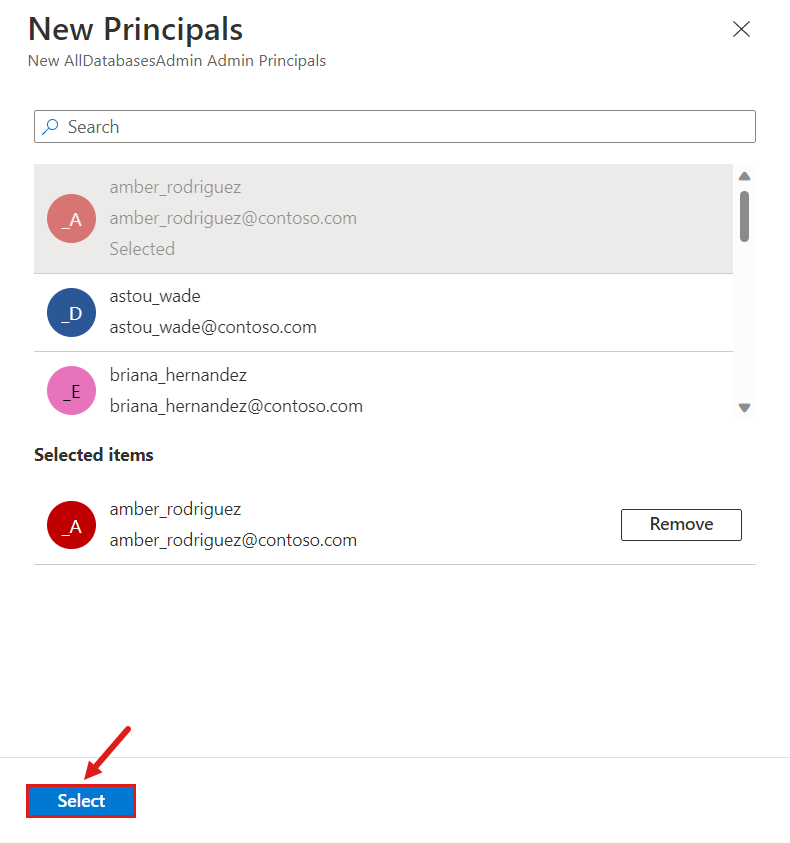 New Principals
New AllDatabasesAdmin Admin Principals
Search
_A
amber_rodriguez
amber_rodriguez@contoso.com
Selected
_D
astou_wade
astou_wade@contoso.com
_E
briana_hernandez
briana_hernandez@contoso.com
Selected items
_A
amber_rodriguez
amber_rodriguez@contoso.com
Remove
Select